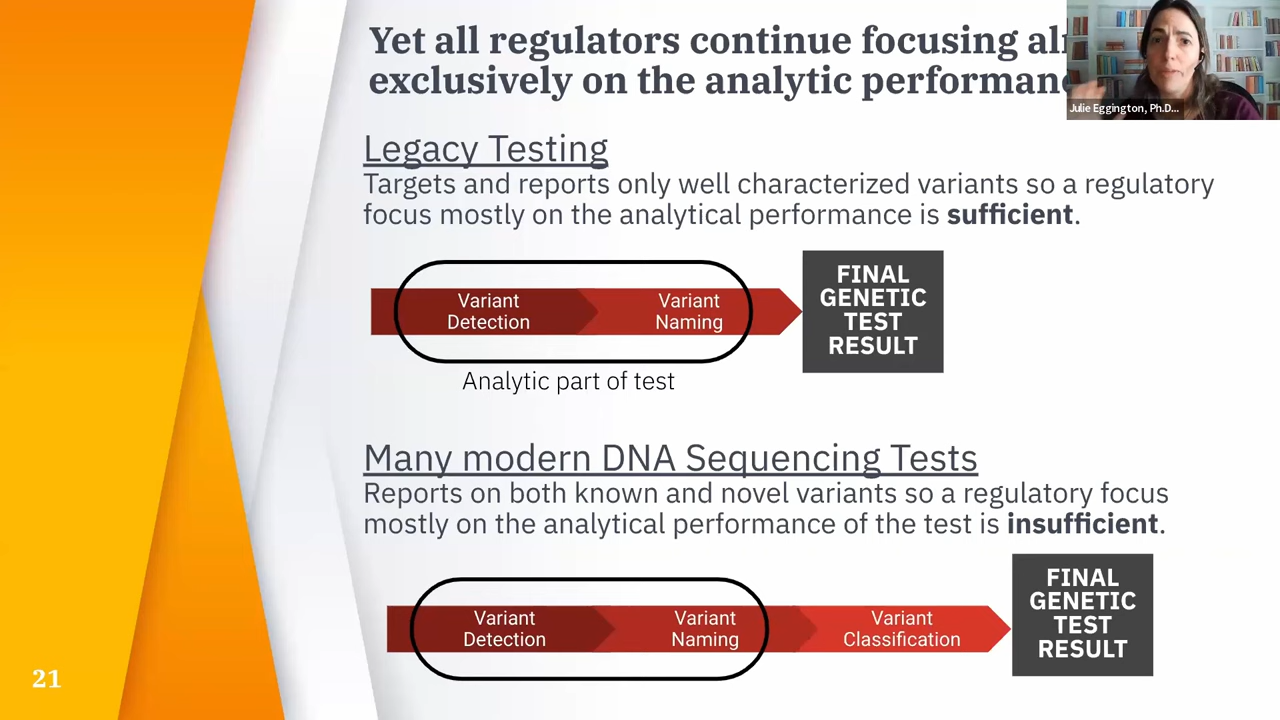 Yet all regulators continue focusing
exclusively on the analytic
Julie Eggington, Ph.D...
Legacy Testing
Targets and reports only well characterized variants so a regulatory
focus mostly on the analytical performance is sufficient.
Variant
Detection
Variant
Naming
FINAL
GENETIC
TEST
RESULT
Analytic part of test
Many modern DNA Sequencing Tests
Reports on both known and novel variants so a regulatory focus
mostly on the analytical performance of the test is insufficient.
Variant
Detection
Variant
Naming
Variant
Classification
FINAL
GENETIC
TEST
RESULT
21